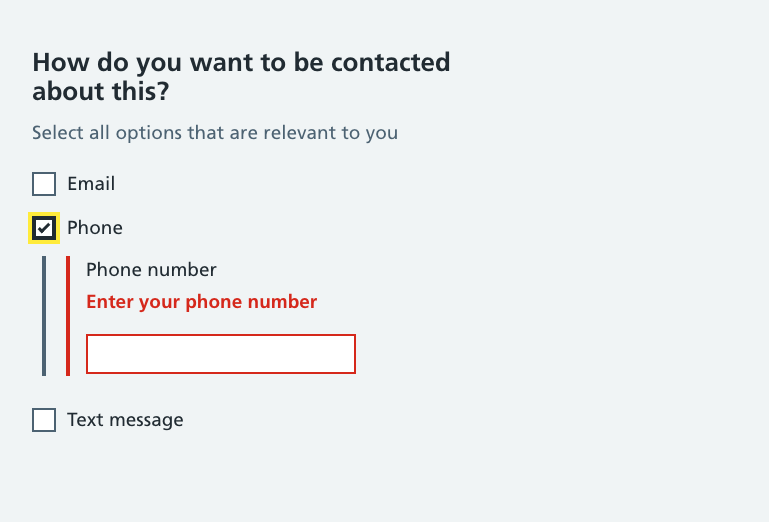 How do you want to be contacted
about this?
Select all options that are relevant to you
Email
Phone
Phone number
Enter your phone number
Text message